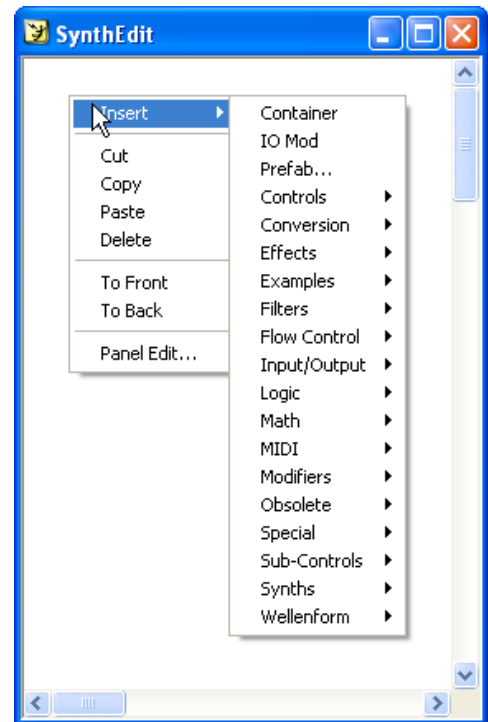 SynthEdit
Insert
Cut
Copy
Paste
Delete
To Front
To Back
Panel Edit...
Container
IO Mod
Prefab...
Controls
Conversion
Effects
Examples
Filters
Flow Control
Input/Output
Logic
Math
MIDI
Modifiers
Obsolete
Special
Sub-Controls
Synths
Wellenform